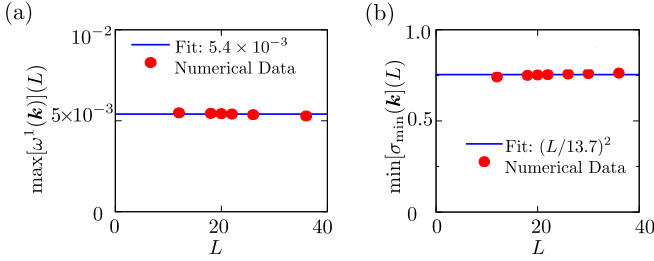 (a)
max[ω¹(k)](L)
10⁻²
5×10⁻³
0
Fit: 5.4 × 10⁻³
Numerical Data
0 20 40
L
(b)
min[σ_min(k](L)
1.0
0.5
0
Fit: (L/13.7)²
Numerical Data
0 20 40
L